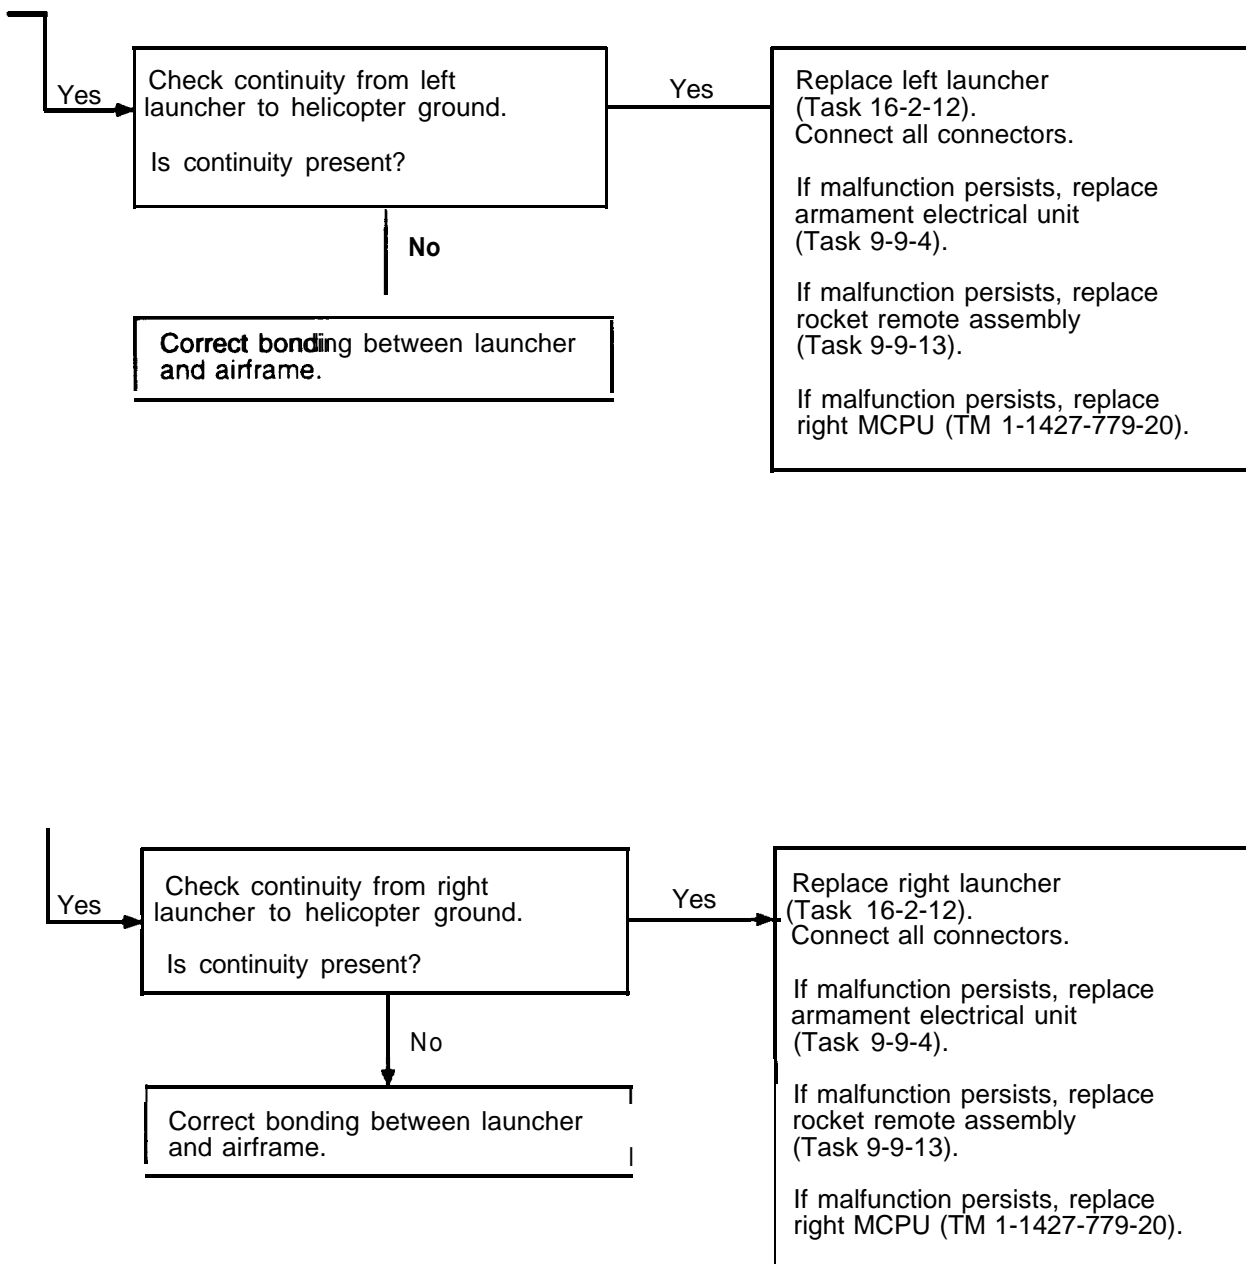 Yes
Check continuity from left
launcher to helicopter ground.
Is continuity present?
Yes
Replace left launcher
(Task 16-2-12).
Connect all connectors.
If malfunction persists, replace
armament electrical unit
(Task 9-9-4).
If malfunction persists, replace
rocket remote assembly
(Task 9-9-13).
If malfunction persists, replace
right MCPU (TM 1-1427-779-20).
No
Correct bonding between launcher
and airframe.
Yes
Check continuity from right
launcher to helicopter ground.
Is continuity present?
Yes
Replace right launcher
(Task 16-2-12).
Connect all connectors.
If malfunction persists, replace
armament electrical unit
(Task 9-9-4).
If malfunction persists, replace
rocket remote assembly
(Task 9-9-13).
If malfunction persists, replace
right MCPU (TM 1-1427-779-20).
No
Correct bonding between launcher
and airframe.